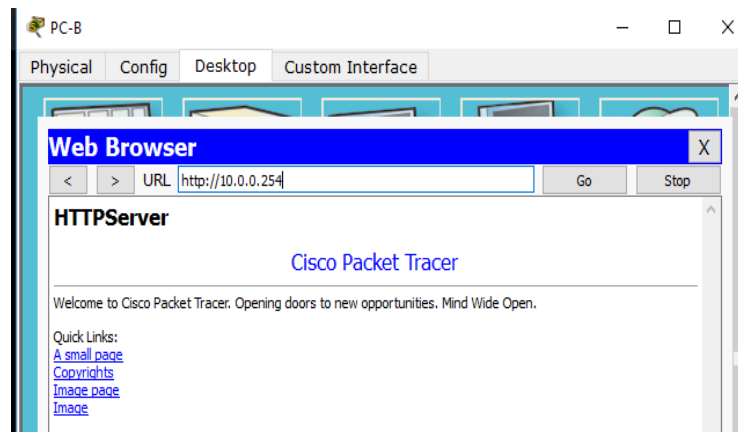 PC-B
Physical Config Desktop Custom Interface
Web Browser X
< > URL http://10.0.0.254 Go Stop
HTTPServer
Cisco Packet Tracer
Welcome to Cisco Packet Tracer. Opening doors to new opportunities. Mind Wide Open.
Quick Links:
A small page
Copyrights
Image page
Image